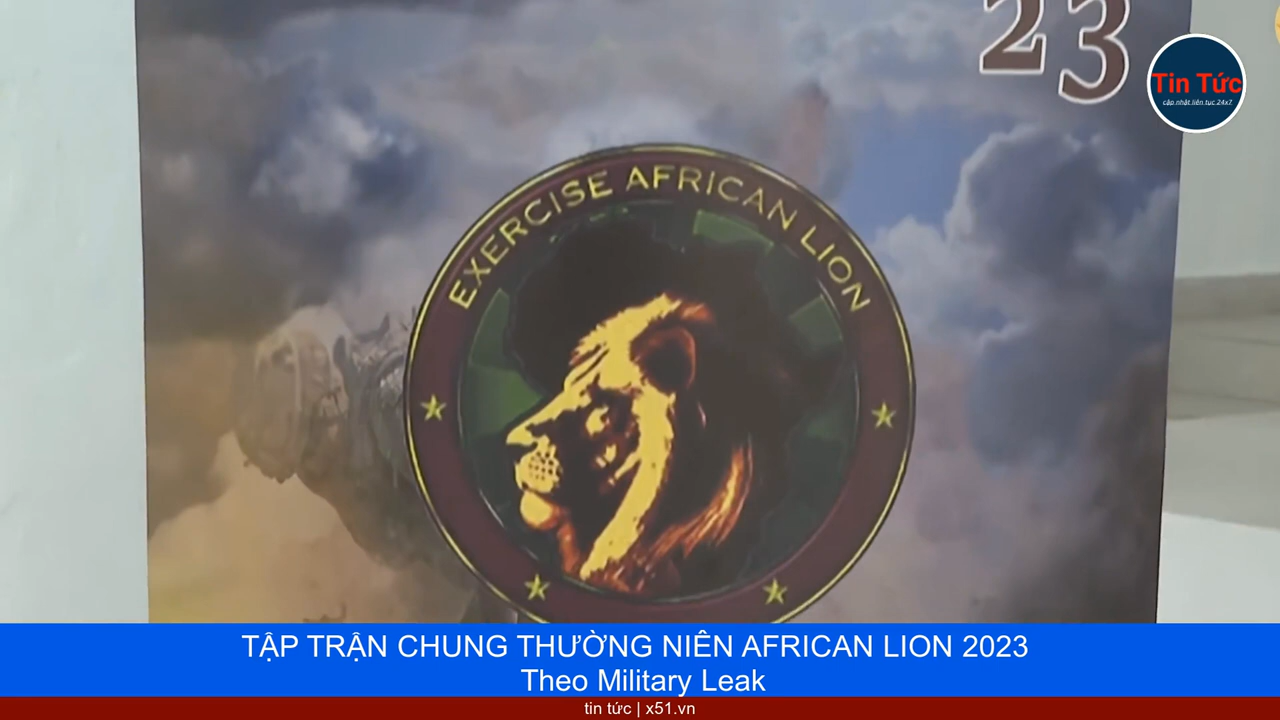 23
Tin Tức
cập nhật liên tục 24x7
EXERCISE AFRICAN LION
TẬP TRẬN CHUNG THƯỜNG NIÊN AFRICAN LION 2023
Theo Military Leak
tin tức | x51.vn